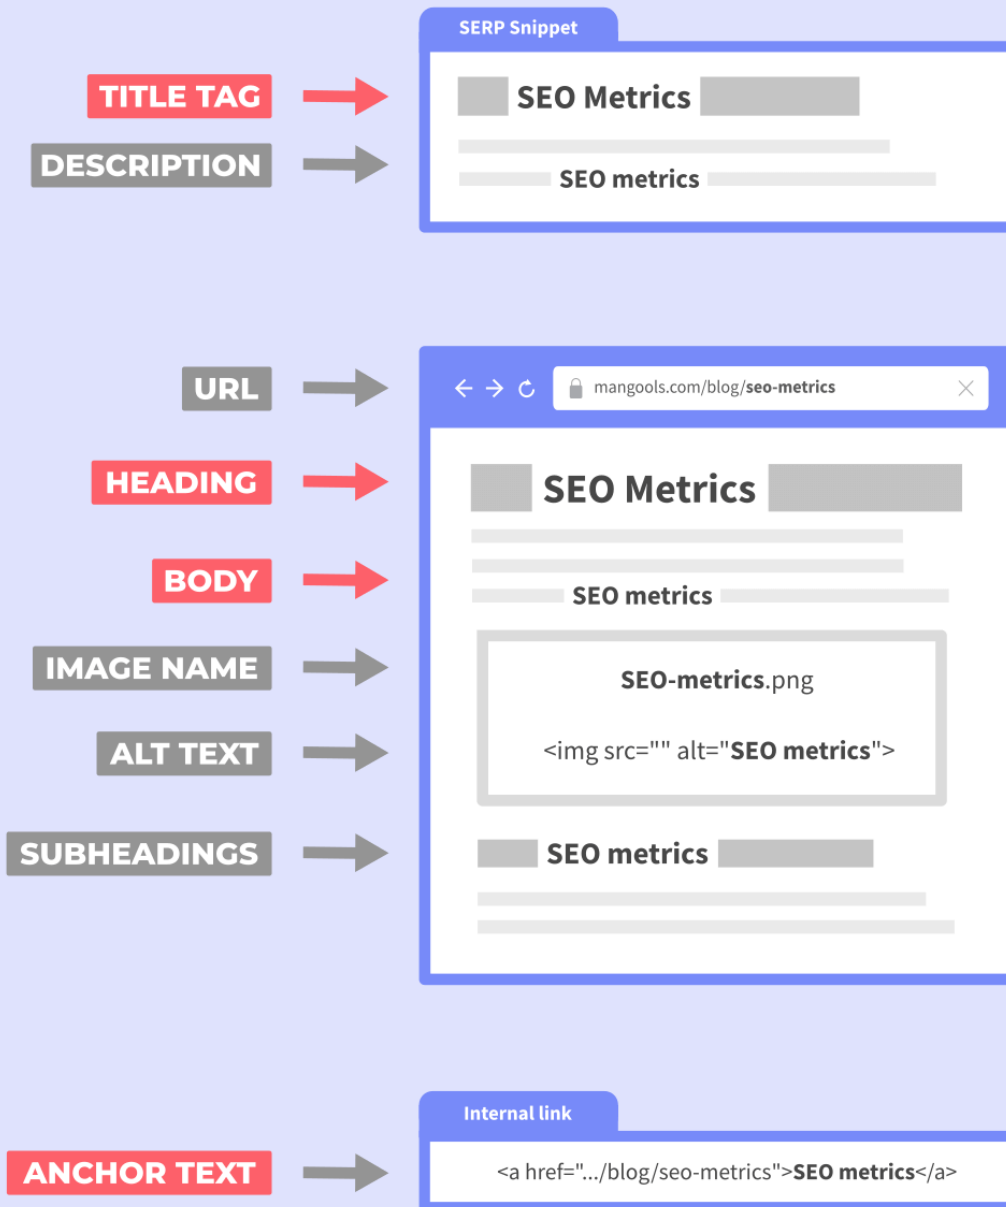 SERP Snippet
TITLE TAG
SEO Metrics
DESCRIPTION
SEO metrics
URL
mangools.com/blog/seo-metrics
HEADING
SEO Metrics
BODY
SEO metrics
IMAGE NAME
SEO-metrics.png
ALT TEXT
<img src="" alt="SEO metrics">
SUBHEADINGS
SEO metrics
Internal link
ANCHOR TEXT
<a href=".../blog/seo-metrics">SEO metrics</a>